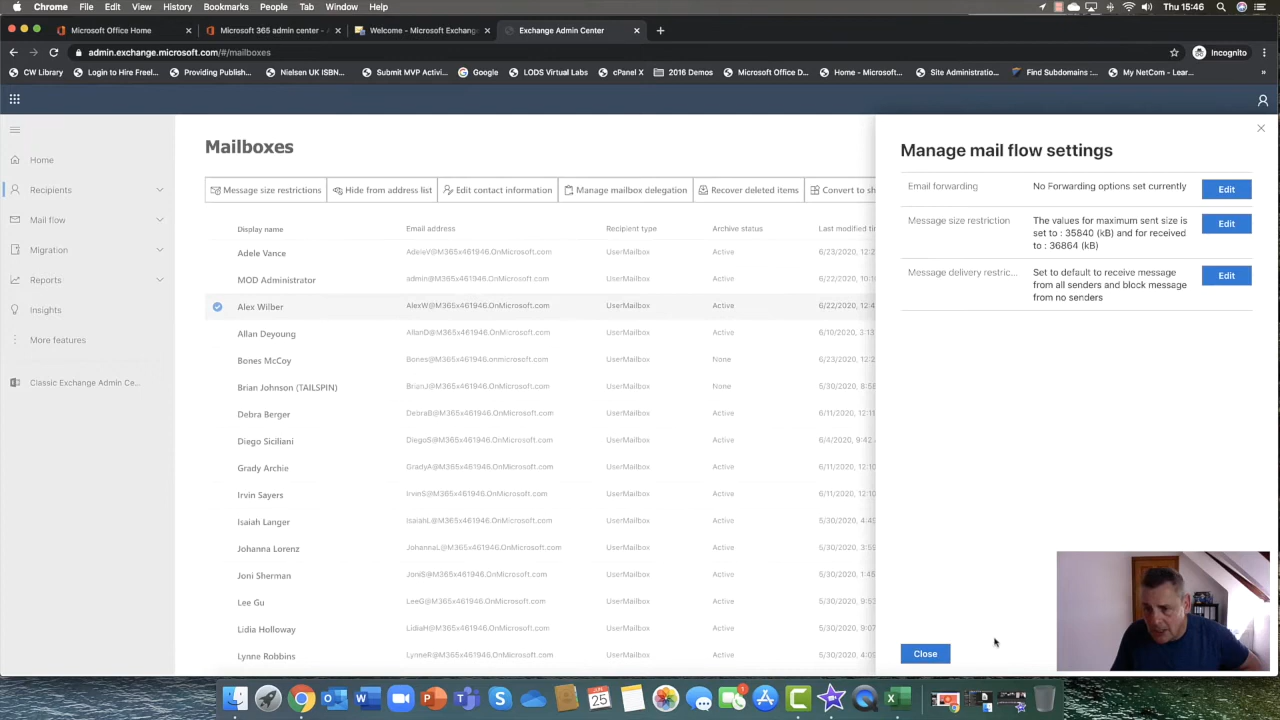 Chrome File Edit View History Bookmarks People Tab Window Help
Thu 15:46
Microsoft Office Home
Microsoft 365 admin center -
Welcome - Microsoft Exchang
Exchange Admin Center
admin.exchange.microsoft.com/#/mailboxes
Incognito
CW Library
Login to Hire Freel...
Providing Publish...
Nielsen UK ISBN...
Submit MVP Activi...
Google
LODS Virtual Labs
cPanel X
2016 Demos
Microsoft Office D...
Home - Microsoft...
Site Administratio...
Find Subdomains...
My NetCom - Lear...
»
Home
Recipients
Mail flow
Migration
Reports
Insights
More features
Classic Exchange Admin Ce...
Mailboxes
Message size restrictions
Hide from address list
Edit contact information
Manage mailbox delegation
Recover deleted items
Convert to sh
Display name Email address Recipient type Archive status Last modified tir
Adele Vance AdeleV@M365x461946.OnMicrosoft.com UserMailbox Active 6/23/2020, 12:2
MOD Administrator admin@M365x461946.OnMicrosoft.com UserMailbox Active 6/22/2020, 10:1
Alex Wilber AlexW@M365x461946.OnMicrosoft.com UserMailbox Active 6/22/2020, 12:4
Allan Deyoung AllanD@M365x461946.OnMicrosoft.com UserMailbox Active 6/10/2020, 3:13
Bones McCoy Bones@M365x461946.onmicrosoft.com UserMailbox None 6/23/2020, 12:2
Brian Johnson (TAILSPIN) BrianJ@M365x461946.OnMicrosoft.com UserMailbox None 5/30/2020, 8:58
Debra Berger DebraB@M365x461946.OnMicrosoft.com UserMailbox Active 6/11/2020, 12:11
Diego Siciliani DiegoS@M365x461946.OnMicrosoft.com UserMailbox Active 6/4/2020, 9:42
Grady Archie GradyA@M365x461946.OnMicrosoft.com UserMailbox Active 6/11/2020, 12:1
Irvin Sayers IrvinS@M365x461946.OnMicrosoft.com UserMailbox Active 6/11/2020, 12:10
Isaiah Langer IsaiahL@M365x461946.OnMicrosoft.com UserMailbox Active 5/30/2020, 4:4
Johanna Lorenz JohannaL@M365x461946.OnMicrosoft.com UserMailbox Active 5/30/2020, 3:59
Joni Sherman JoniS@M365x461946.OnMicrosoft.com UserMailbox Active 5/30/2020, 1:45
Lee Gu LeeG@M365x461946.OnMicrosoft.com UserMailbox Active 5/30/2020, 9:53
Lidia Holloway LidiaH@M365x461946.OnMicrosoft.com UserMailbox Active 5/30/2020, 9:07
Lynne Robbins LynneR@M365x461946.OnMicrosoft.com UserMailbox Active 5/30/2020, 4:09
Manage mail flow settings
Email forwarding No Forwarding options set currently Edit
Message size restriction The values for maximum sent size is
set to : 35840 (kB) and for received
to : 36864 (kB)
Edit
Message delivery restric... Set to default to receive message
from all senders and block message
from no senders
Edit
Close
JUN
25
1